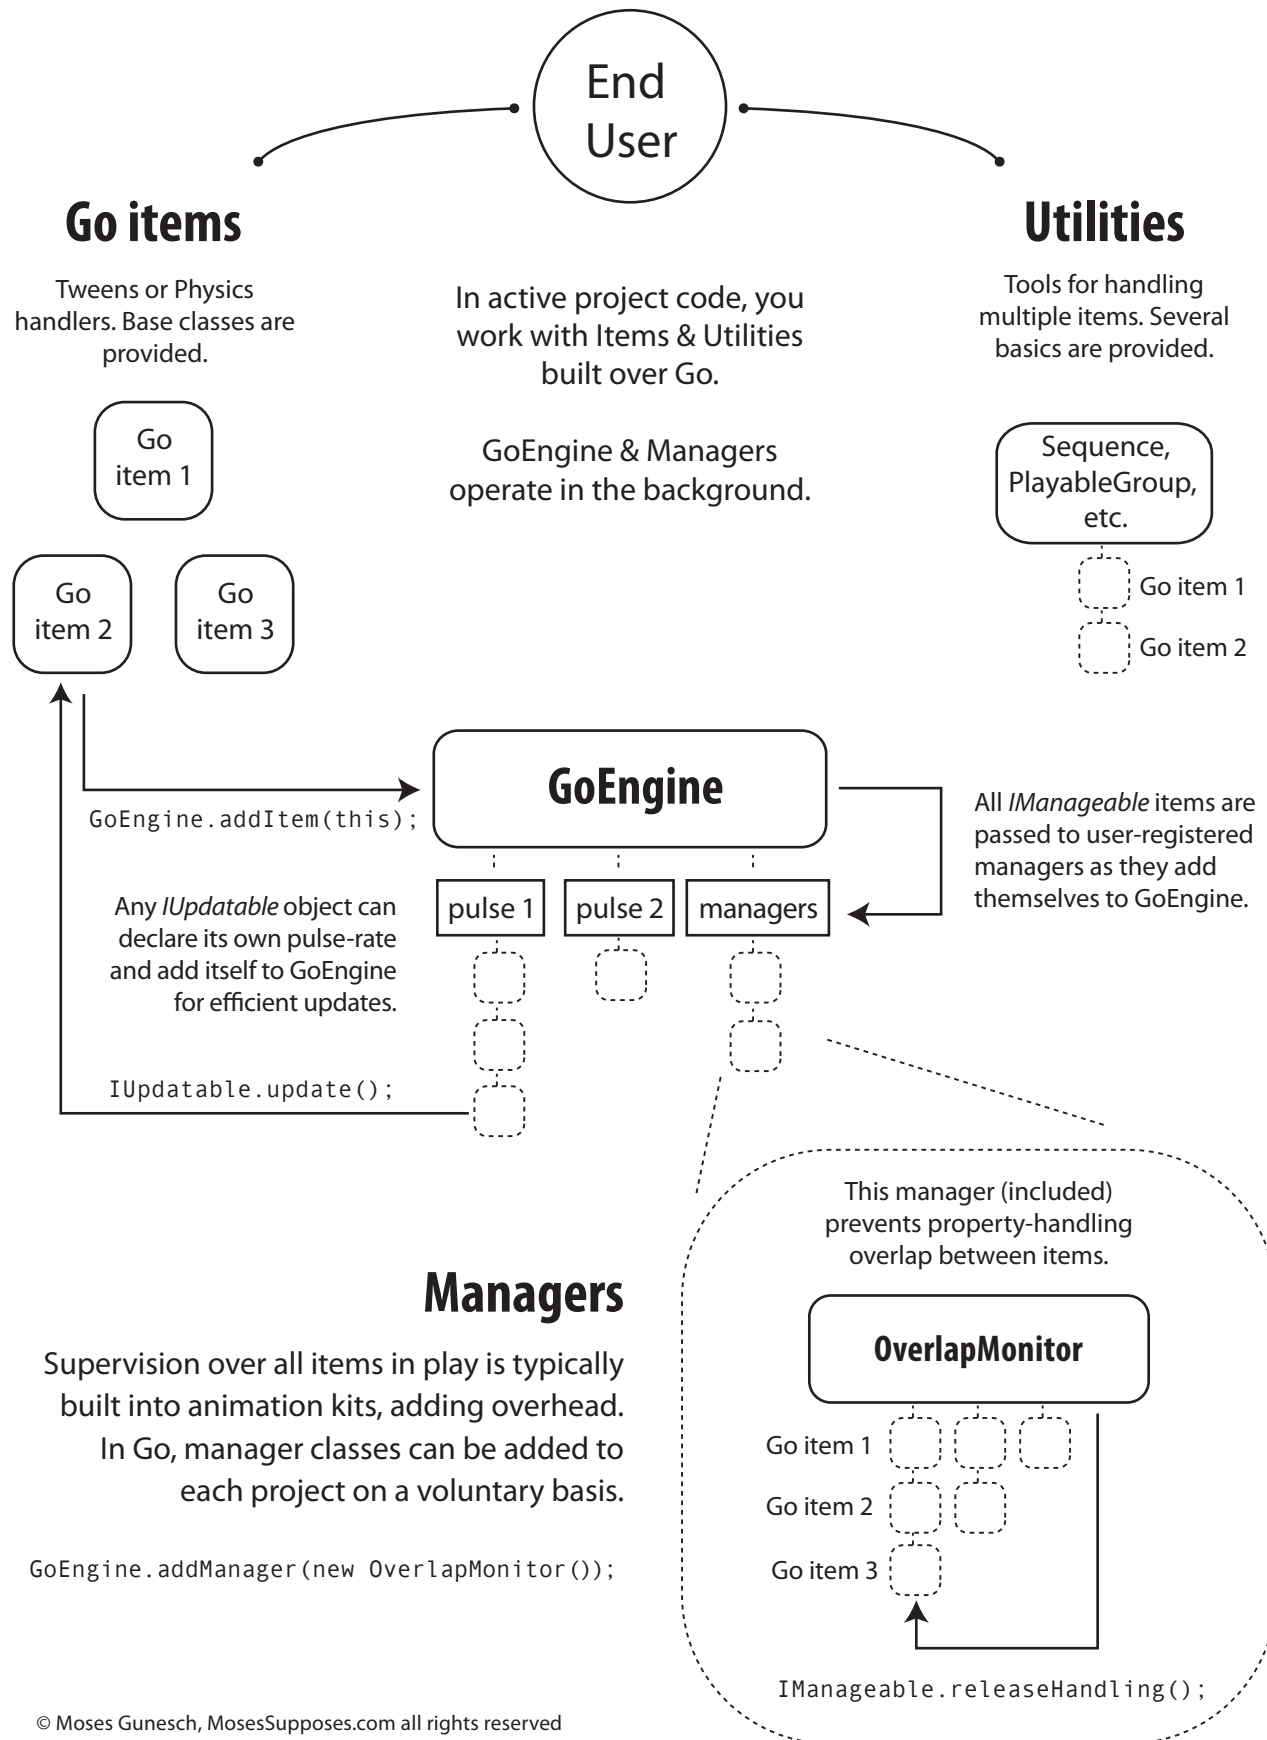 End
User
Go items
Tweens or Physics
handlers. Base classes are
provided.
In active project code, you
work with Items & Utilities
built over Go.
GoEngine & Managers
operate in the background.
Utilities
Tools for handling
multiple items. Several
basics are provided.
Go
item 1
Go
item 2
Go
item 3
Sequence,
PlayableGroup,
etc.
Go item 1
Go item 2
GoEngine
GoEngine.addItem(this);
All IManageable items are
passed to user-registered
managers as they add
themselves to GoEngine.
pulse 1
pulse 2
managers
Any IUpdatable object can
declare its own pulse-rate
and add itself to GoEngine
for efficient updates.
IUpdatable.update();
This manager (included)
prevents property-handling
overlap between items.
Managers
Supervision over all items in play is typically
built into animation kits, adding overhead.
In Go, manager classes can be added to
each project on a voluntary basis.
GoEngine.addManager(new OverlapMonitor());
OverlapMonitor
Go item 1
Go item 2
Go item 3
IManageable.releaseHandling();
© Moses Gunesch, MosesSupposes.com all rights reserved